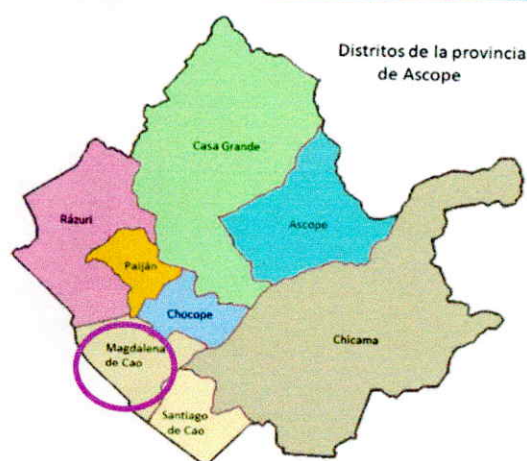 Distritos de la provincia
de Ascope
Casa Grande
Rázuri
Ascope
Paiján
Chocope
Chicama
Magdalena
de Cao
Santiago
de Cao